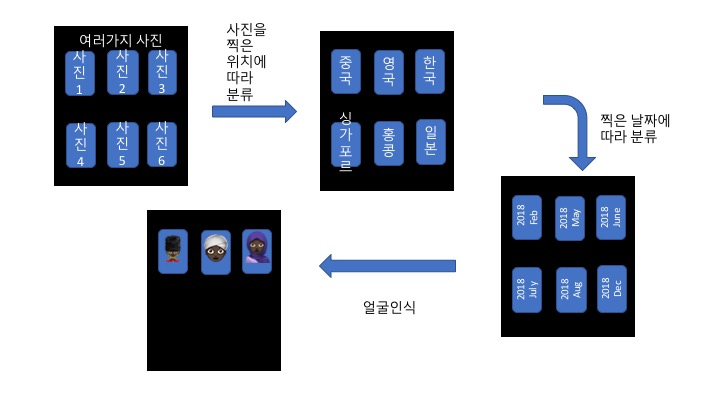 여러가지 사진
사
진
1
사
진
2
사
진
3
사
진
4
사
진
5
사
진
6
사진을
찍은
위치에
따라
분류
중
국
영
국
한
국
싱
가
포
르
홍
콩
일
본
찍은 날짜에
따라 분류
2018
Feb
2018
May
2018
June
2018
July
2018
Aug
2018
Dec
얼굴인식